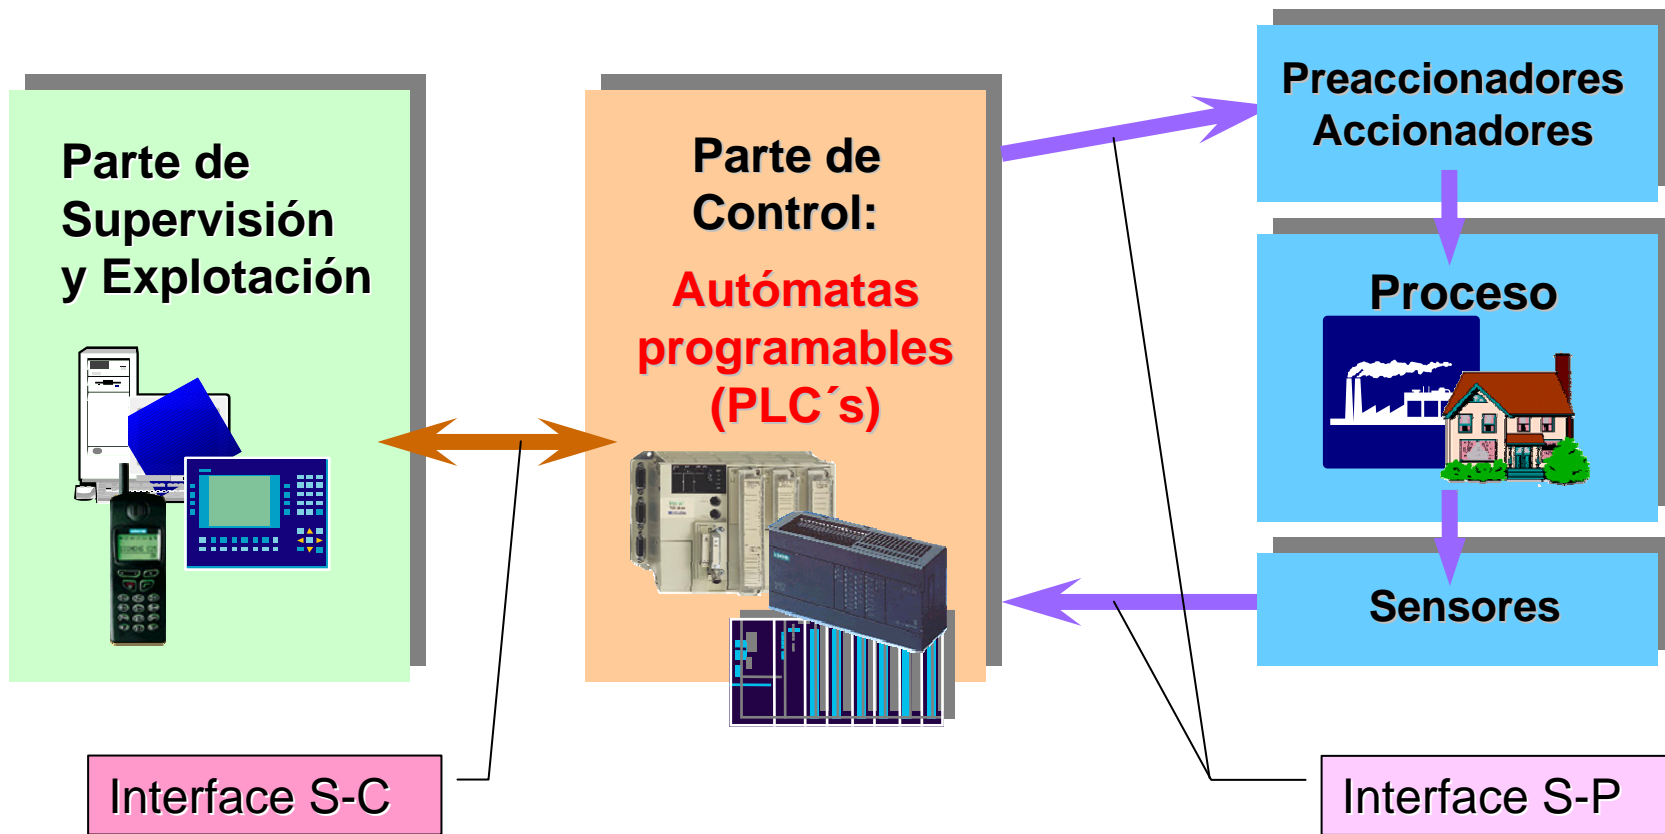 Parte de
Supervisión
y Explotación
Parte de
Control:
Autómatas
programables
(PLC´s)
Preaccionadores
Accionadores
Proceso
Sensores
Interface S-C
Interface S-P